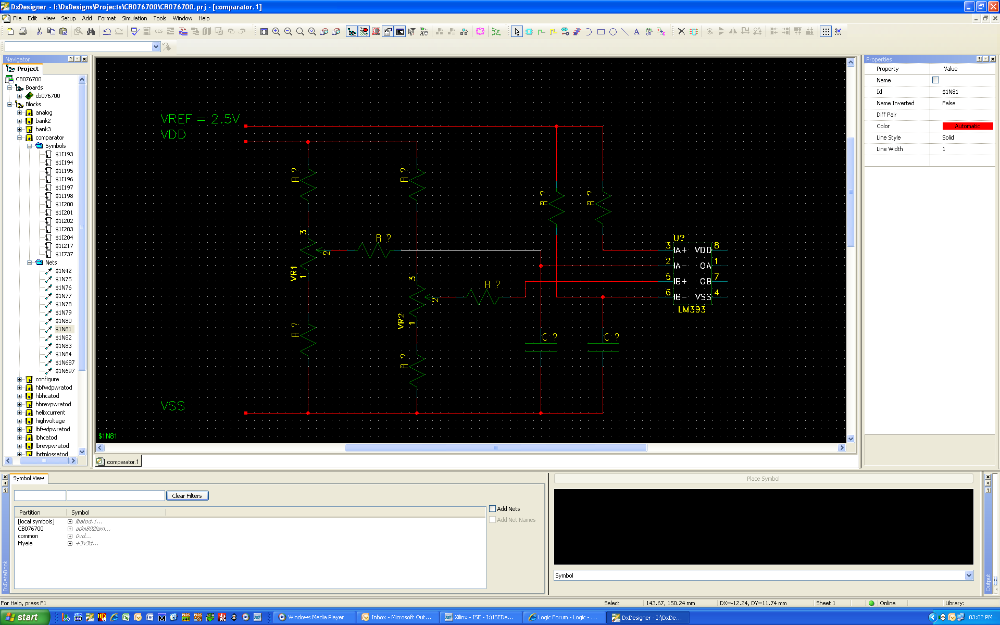 DxDesigner - I:\DxDesigns\Projects\CB076700\CB076700.prj - [comparator.1]
File Edit View Setup Add Format Simulation Tools Window Help
Navigator
Project
CB076700
Boards
cb076700
Blocks
analog
bank2
bank3
comparator
Symbols
$1I193
$1I194
$1I195
$1I196
$1I197
$1I198
$1I200
$1I201
$1I202
$1I203
$1I204
$1I217
$1I737
Nets
$1N42
$1N75
$1N76
$1N77
$1N78
$1N79
$1N80
$1N81
$1N82
$1N83
$1N84
$1N687
$1N697
configure
hbfwdpwratod
hbhcatod
hbrevpwratod
helixcurrent
highvoltage
lbfwdpwratod
lbhcatod
lbrevpwratod
lbrtnlossatod
VREF = 2.5V
VDD
R ?
R ?
R ?
R ?
3
R ?
2
VR1
1
3
R ?
2
VR2
1
R ?
R ?
C ?
C ?
U?
3 IA+ VDD 8
2 IA- OA 1
5 IB+ OB 7
6 IB- VSS 4
LM393
VSS
$1N81
comparator.1
Properties
Property Value
Name
Id $1N81
Name Inverted False
Diff Pair
Color Automatic
Line Style Solid
Line Width 1
Symbol View
Clear Filters
Partition Symbol
[local symbols] lbatod.1...
CB076700 adm802larn...
common 0vd...
Myeie +3v3d...
Add Nets
Add Net Names
DxDataBook
Place Symbol
Symbol
Output
For Help, press F1
Select
143.67, 150.24 mm
DX=-12.24, DY=11.74 mm
Sheet 1
Online
Library:
start
Windows Media Player
Inbox - Microsoft Out...
Xilinx - ISE - I:\ISEDe...
Logic Forum - Logic - ...
DxDesigner - I:\DxDe...
03:02 PM